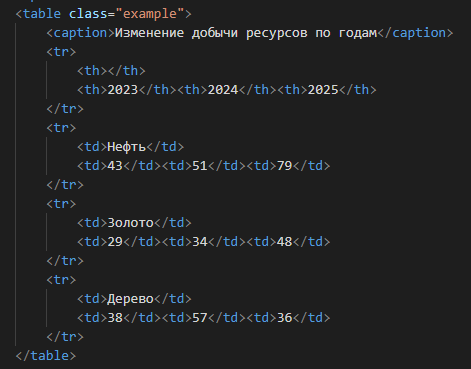 <table class="example">
    <caption>Изменение добычи ресурсов по годам</caption>
    <tr>
        <th></th>
        <th>2023</th><th>2024</th><th>2025</th>
    </tr>
    <tr>
        <td>Нефть</td>
        <td>43</td><td>51</td><td>79</td>
    </tr>
    <tr>
        <td>Золото</td>
        <td>29</td><td>34</td><td>48</td>
    </tr>
    <tr>
        <td>Дерево</td>
        <td>38</td><td>57</td><td>36</td>
    </tr>
</table>